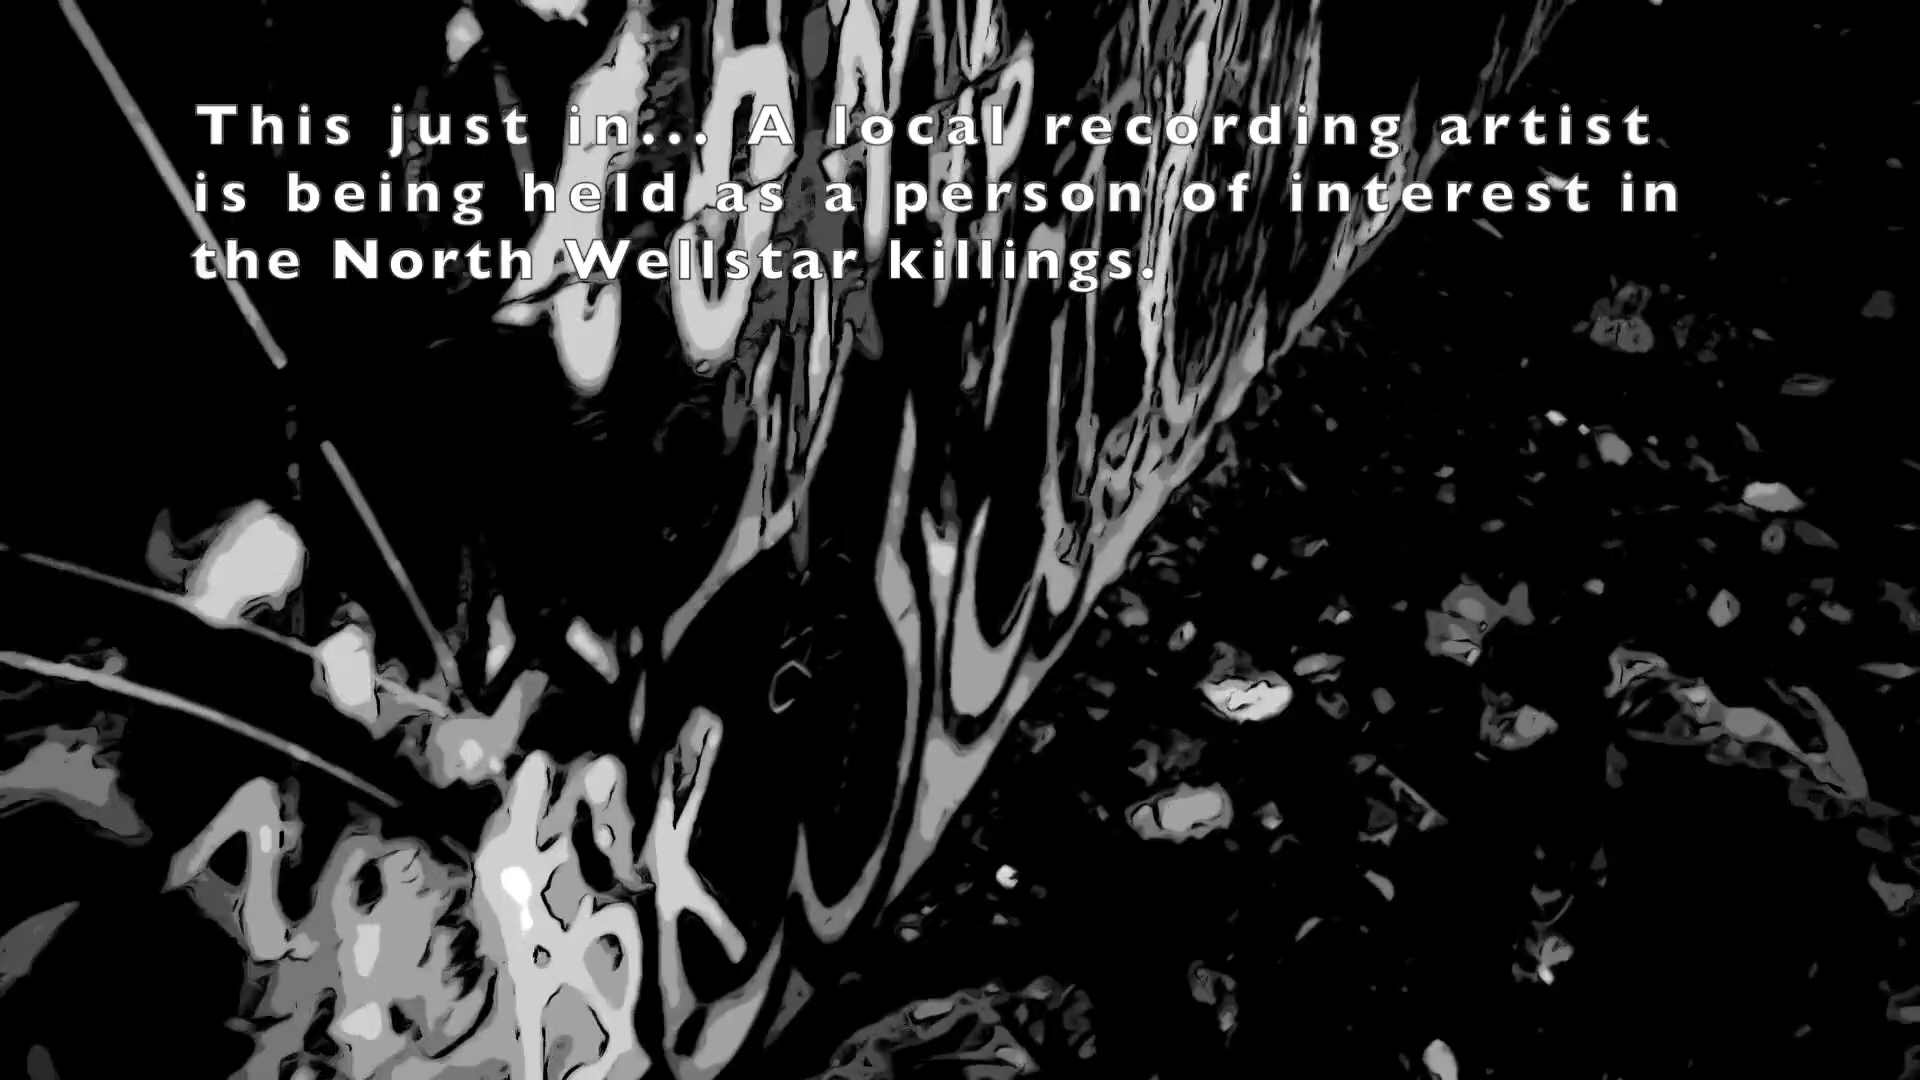 This just in... A local recording artist
is being held as a person of interest in
the North Wellstar killings.